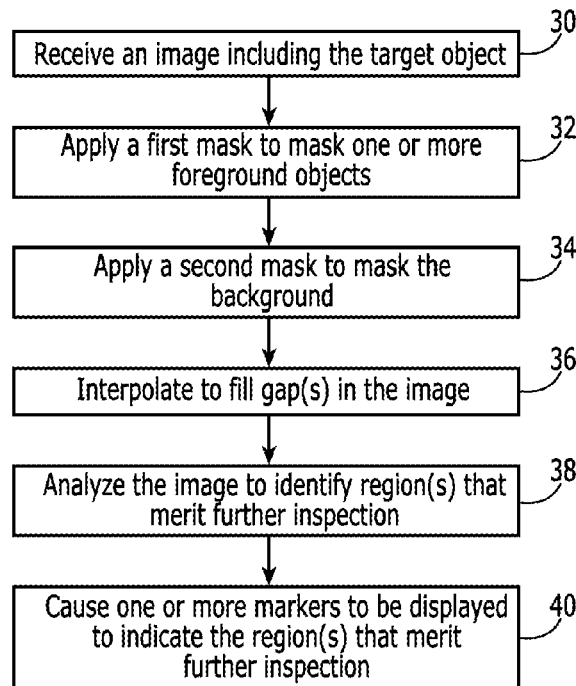 30
Receive an image including the target object
32
Apply a first mask to mask one or more
foreground objects
34
Apply a second mask to mask the
background
36
Interpolate to fill gap(s) in the image
38
Analyze the image to identify region(s) that
merit further inspection
40
Cause one or more markers to be displayed
to indicate the region(s) that merit
further inspection